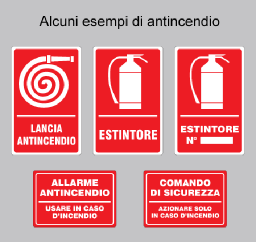 Alcuni esempi di antincendio
LANCIA
ANTINCENDIO
ESTINTORE
ESTINTORE
N°
ALLARME
ANTINCENDIO
USARE IN CASO
D'INCENDIO
COMANDO
DI SICUREZZA
AZIONARE SOLO
IN CASO D'INCENDIO